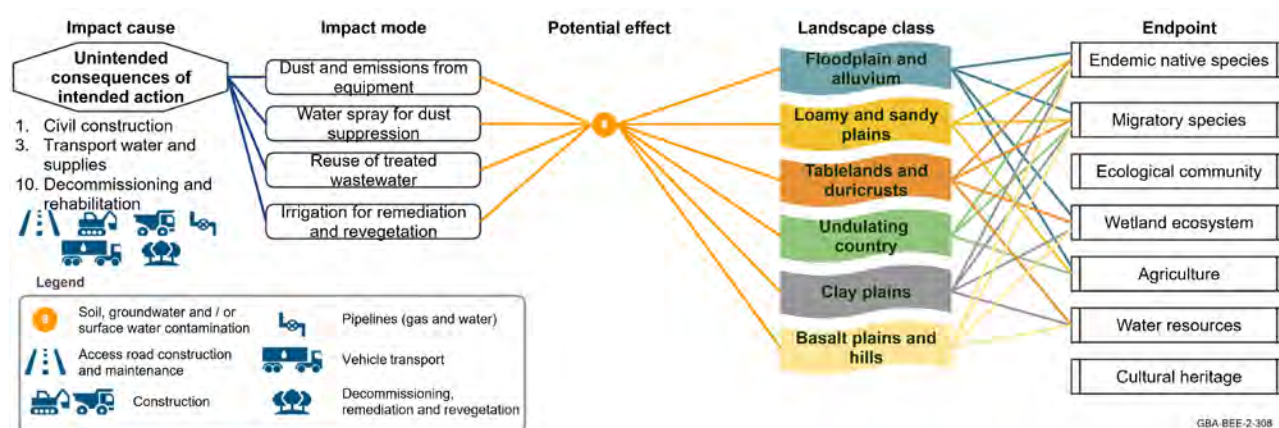 Impact cause
Impact mode
Potential effect
Landscape class
Endpoint
Unintended
consequences of
intended action
1. Civil construction
3. Transport water and
supplies
10. Decommissioning and
rehabilitation
Dust and emissions from
equipment
Water spray for dust
suppression
Reuse of treated
wastewater
Irrigation for remediation
and revegetation
Floodplain and
alluvium
Loamy and sandy
plains
Tablelands and
duricrusts
Undulating
country
Clay plains
Basalt plains and
hills
Endemic native species
Migratory species
Ecological community
Wetland ecosystem
Agriculture
Water resources
Cultural heritage
Legend
Soil, groundwater and / or
surface water contamination
Pipelines (gas and water)
Access road construction
and maintenance
Vehicle transport
Construction
Decommissioning,
remediation and revegetation
GBA-BEE-2-308